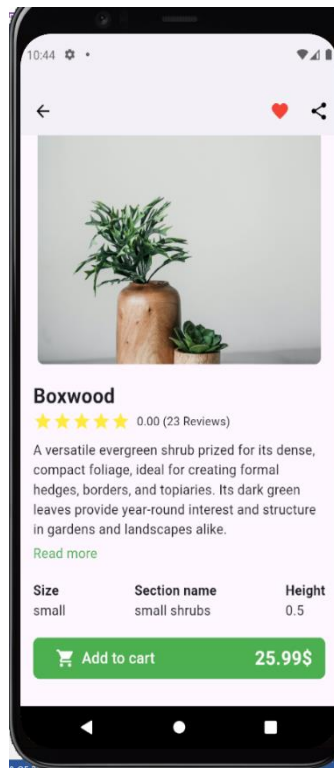 10:44
Boxwood
0.00 (23 Reviews)
A versatile evergreen shrub prized for its dense,
compact foliage, ideal for creating formal
hedges, borders, and topiaries. Its dark green
leaves provide year-round interest and structure
in gardens and landscapes alike.
Read more
Size Section name Height
small small shrubs 0.5
Add to cart 25.99$